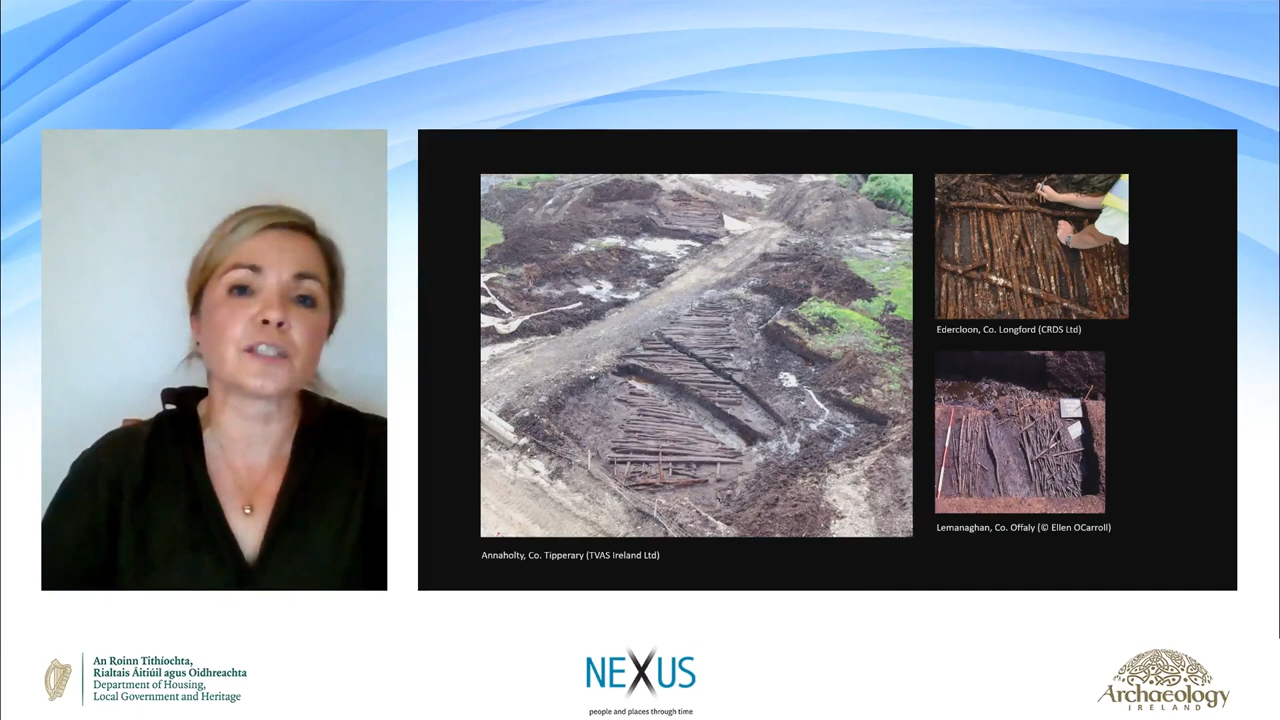 Edercloon, Co. Longford (CRDS Ltd)
Lemanaghan, Co. Offaly (© Ellen OCarroll)
Annaholty, Co. Tipperary (TVAS Ireland Ltd)
An Roinn Tithíochta,
Rialtais Áitiúil agus Oidhreachta
Department of Housing,
Local Government and Heritage
NEXUS
people and places through time
Archaeology
IRELAND